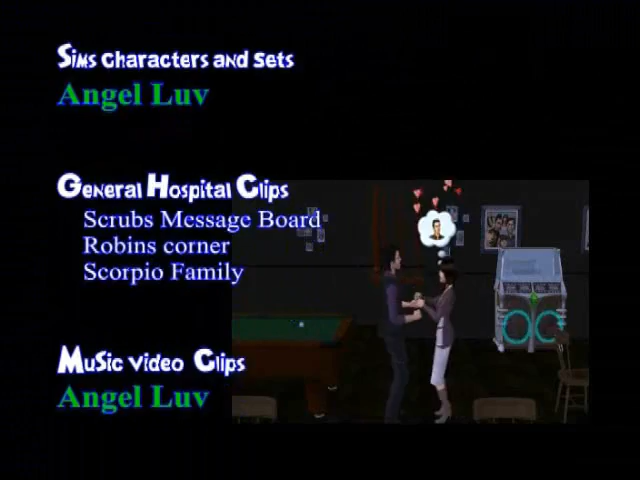 Sims Characters and Sets
Angel Luv
General Hospital Clips
Scrubs Message Board
Robins corner
Scorpio Family
Music Video Clips
Angel Luv